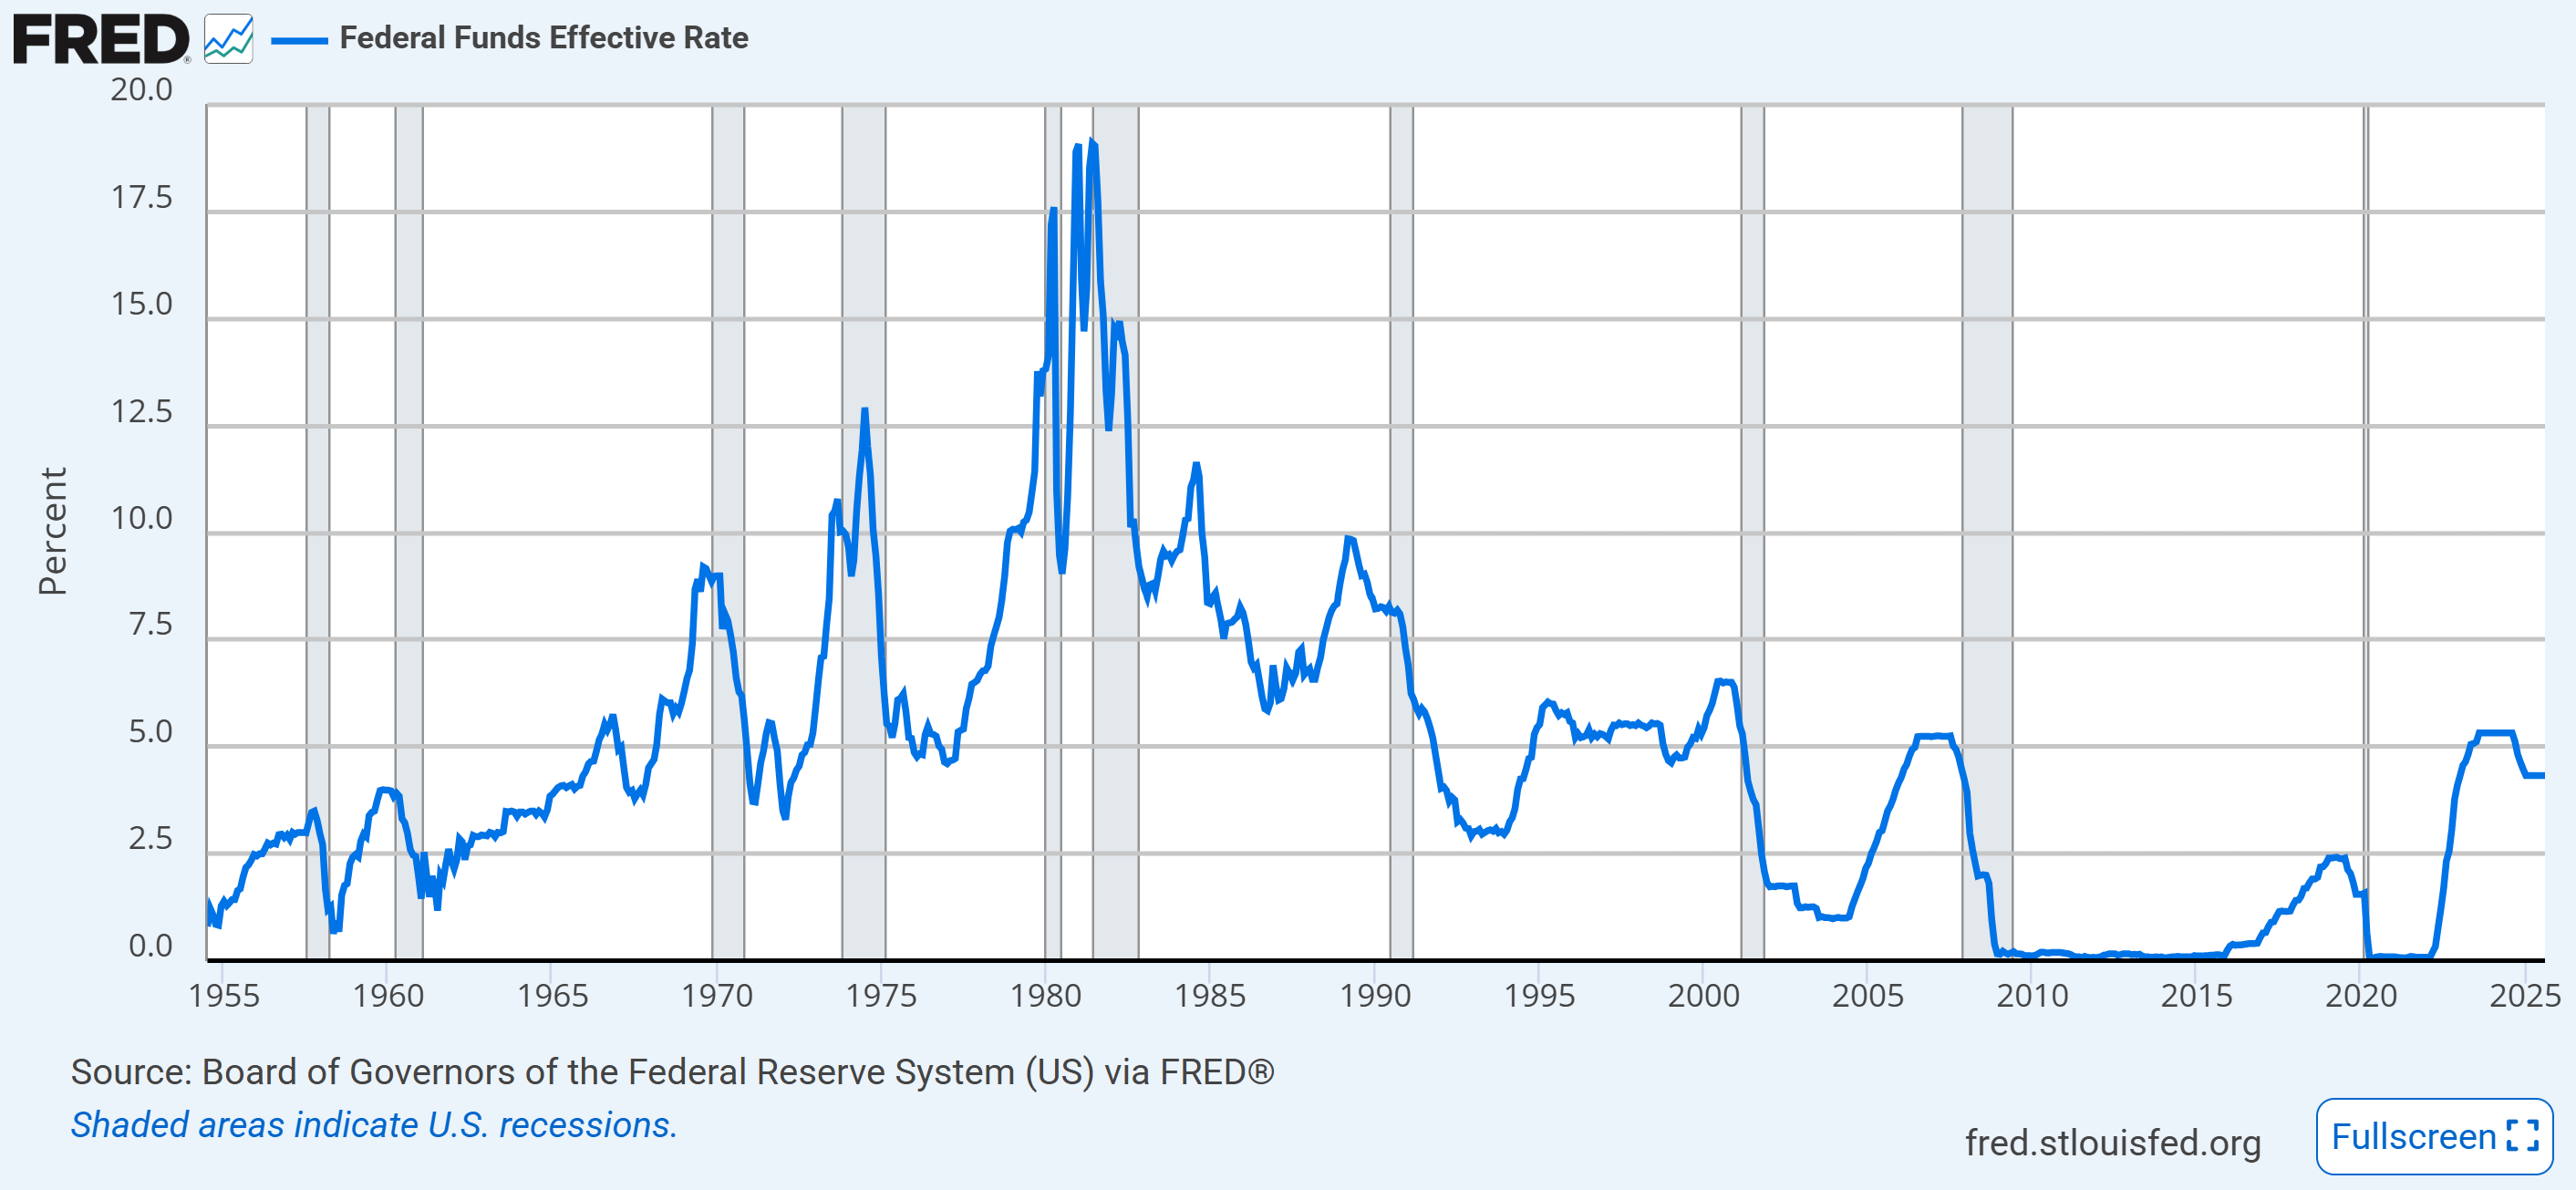 FRED® Federal Funds Effective Rate
20.0
17.5
15.0
12.5
10.0
7.5
5.0
2.5
0.0
Percent
1955 1960 1965 1970 1975 1980 1985 1990 1995 2000 2005 2010 2015 2020 2025
Source: Board of Governors of the Federal Reserve System (US) via FRED®
Shaded areas indicate U.S. recessions.
fred.stlouisfed.org
Fullscreen